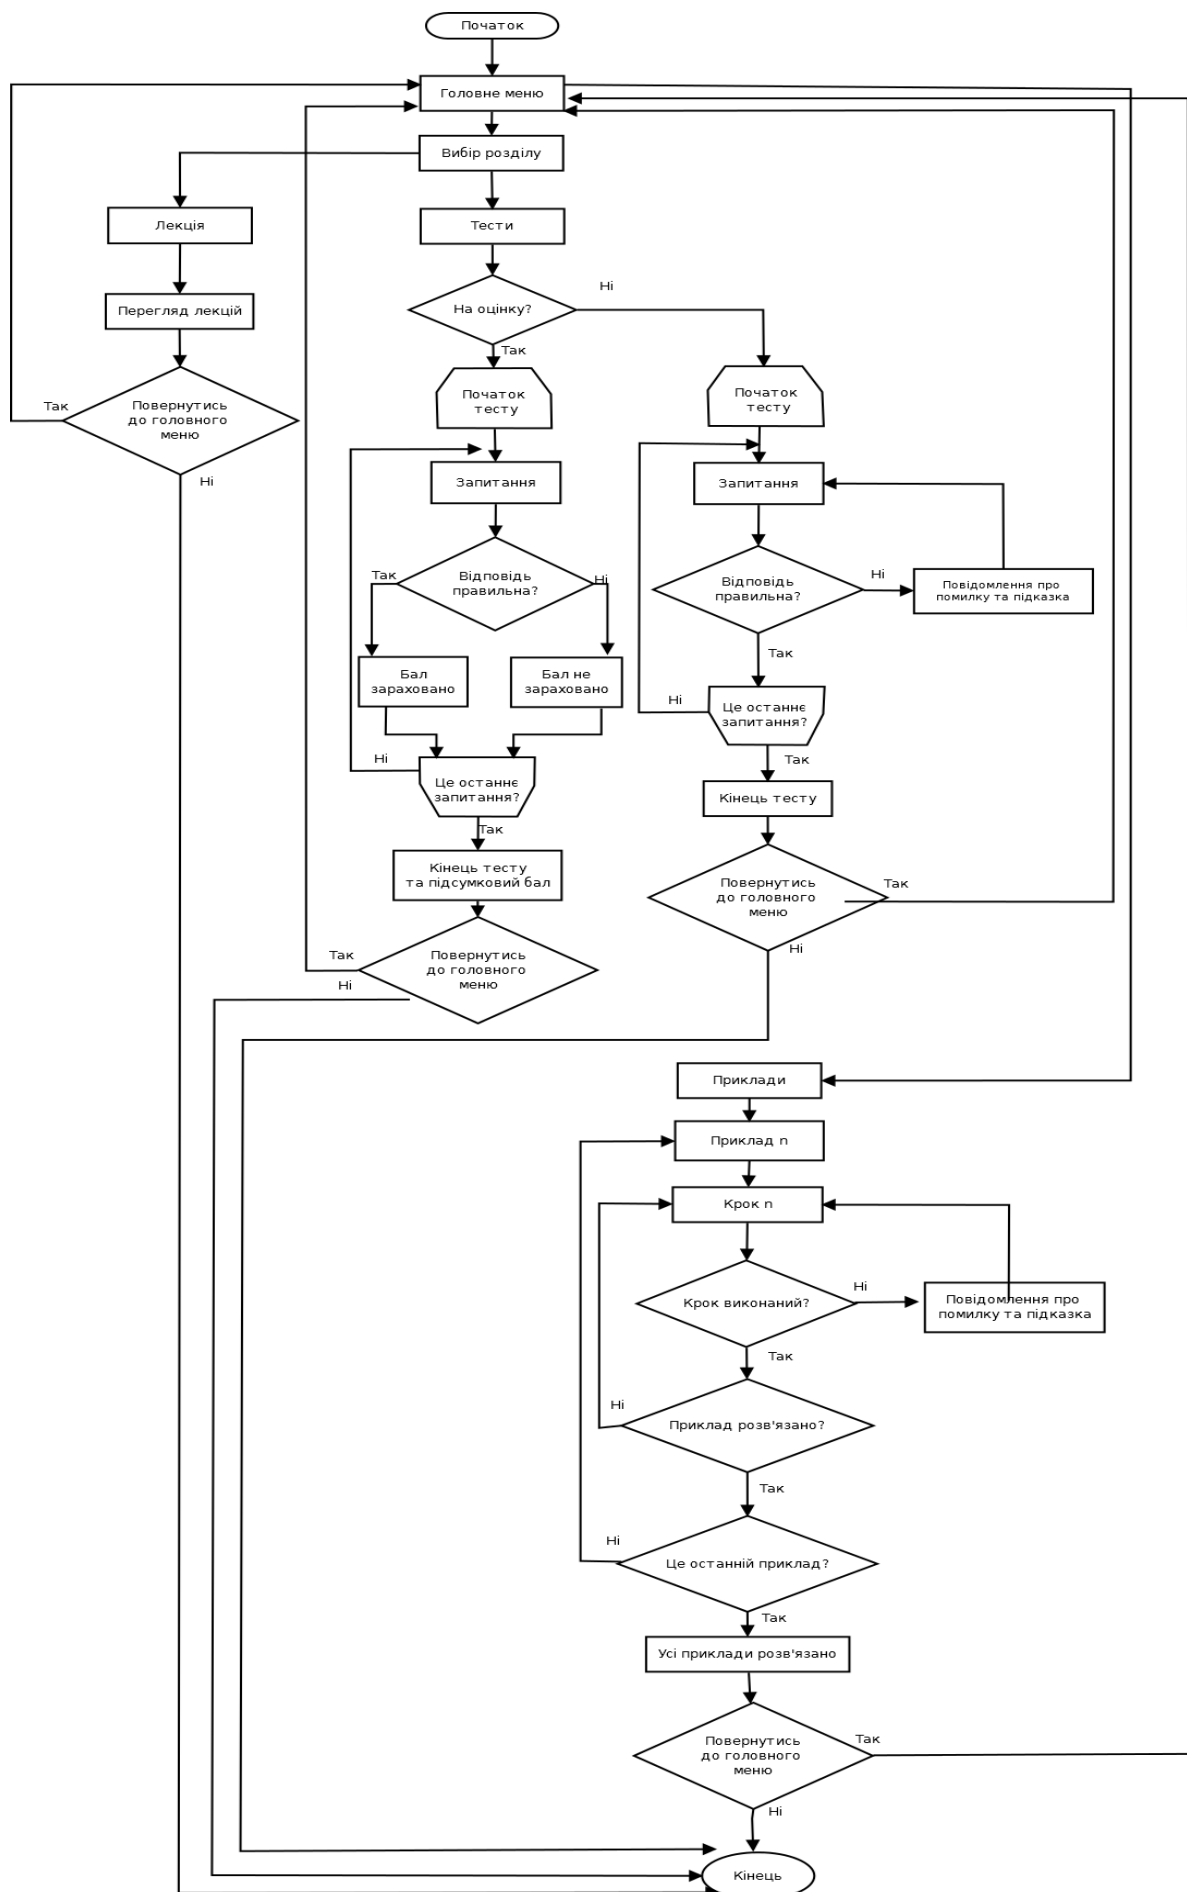 Початок
Головне меню
Вибір розділу
Лекція
Тести
Ні
Перегляд лекцій
На оцінку?
Так
Початок
тесту
Початок
тесту
Так
Повернутись
до головного
меню
Ні
Запитання
Запитання
Так
Відповідь
правильна?
Ні
Відповідь
правильна?
Ні
Повідомлення про
помилку та підказка
Так
Бал
зараховано
Бал не
зараховано
Ні
Це останнє
запитання?
Ні
Так
Це останнє
запитання?
Кінець тесту
Так
Кінець тесту
та підсумковий бал
Повернутись
до головного
меню
Так
Ні
Так
Повернутись
до головного
меню
Ні
Приклади
Приклад n
Крок n
Крок виконаний?
Ні
Повідомлення про
помилку та підказка
Так
Ні
Приклад розв'язано?
Так
Ні
Це останній приклад?
Так
Усі приклади розв'язано
Повернутись
до головного
меню
Так
Ні
Кінець